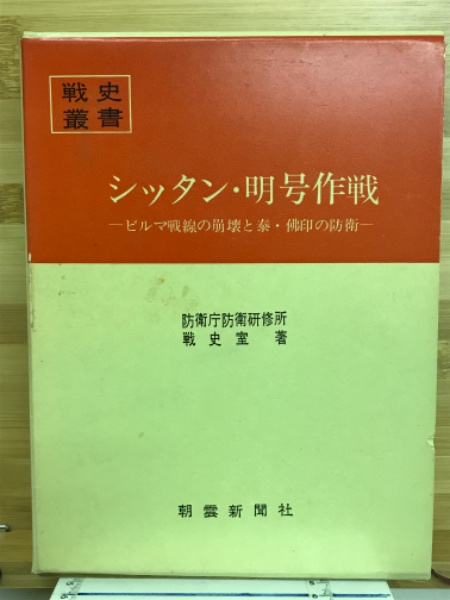 戦史
叢書
シッタン・明号作戦
―ビルマ戦線の崩壊と泰・佛印の防衛―
防衛庁防衛研修所
戦史室 著
朝雲新聞社